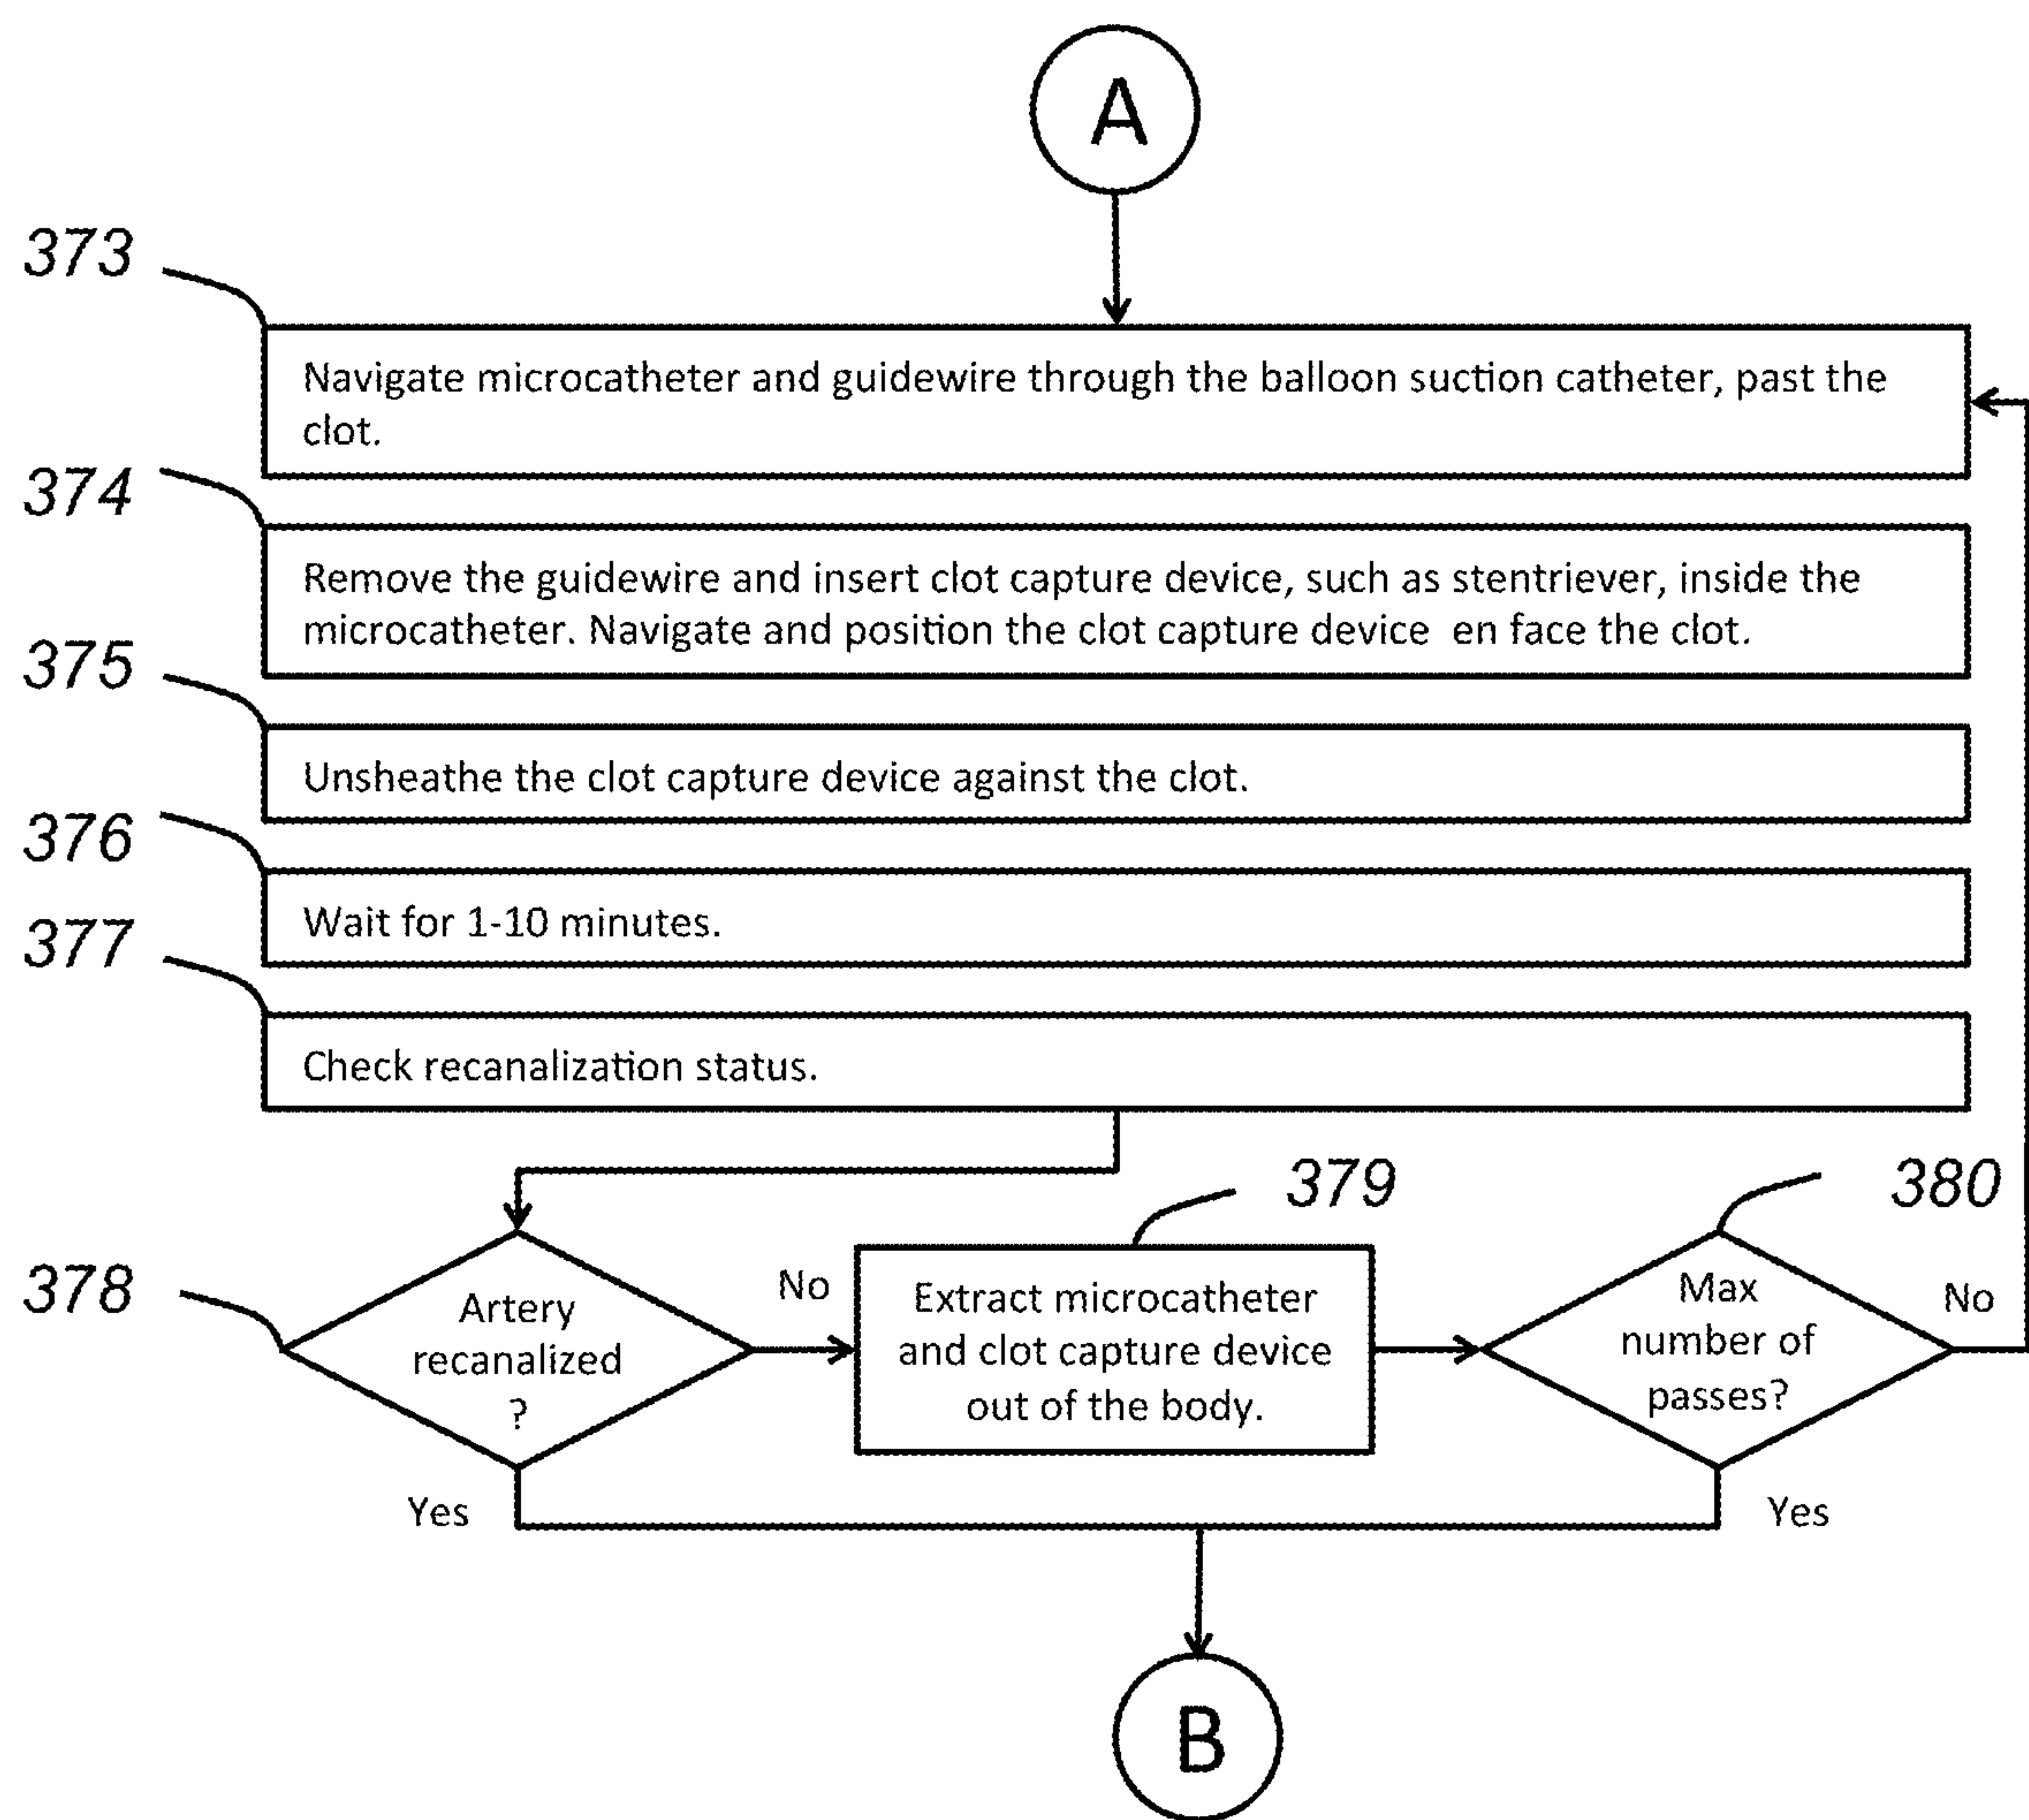 A
373
Navigate microcatheter and guidewire through the balloon suction catheter, past the
clot.
374
Remove the guidewire and insert clot capture device, such as stentriever, inside the
microcatheter. Navigate and position the clot capture device en face the clot.
375
Unsheathe the clot capture device against the clot.
376
Wait for 1-10 minutes.
377
Check recanalization status.
378
Artery
recanalized
?
No
Yes
379
Extract microcatheter
and clot capture device
out of the body.
380
Max
number of
passes?
No
Yes
B